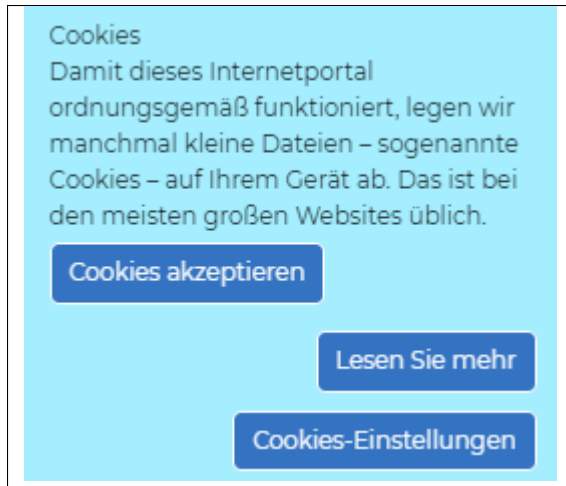 Cookies
Damit dieses Internetportal
ordnungsgemäß funktioniert, legen wir
manchmal kleine Dateien – sogenannte
Cookies – auf Ihrem Gerät ab. Das ist bei
den meisten großen Websites üblich.
Cookies akzeptieren
Lesen Sie mehr
Cookies-Einstellungen